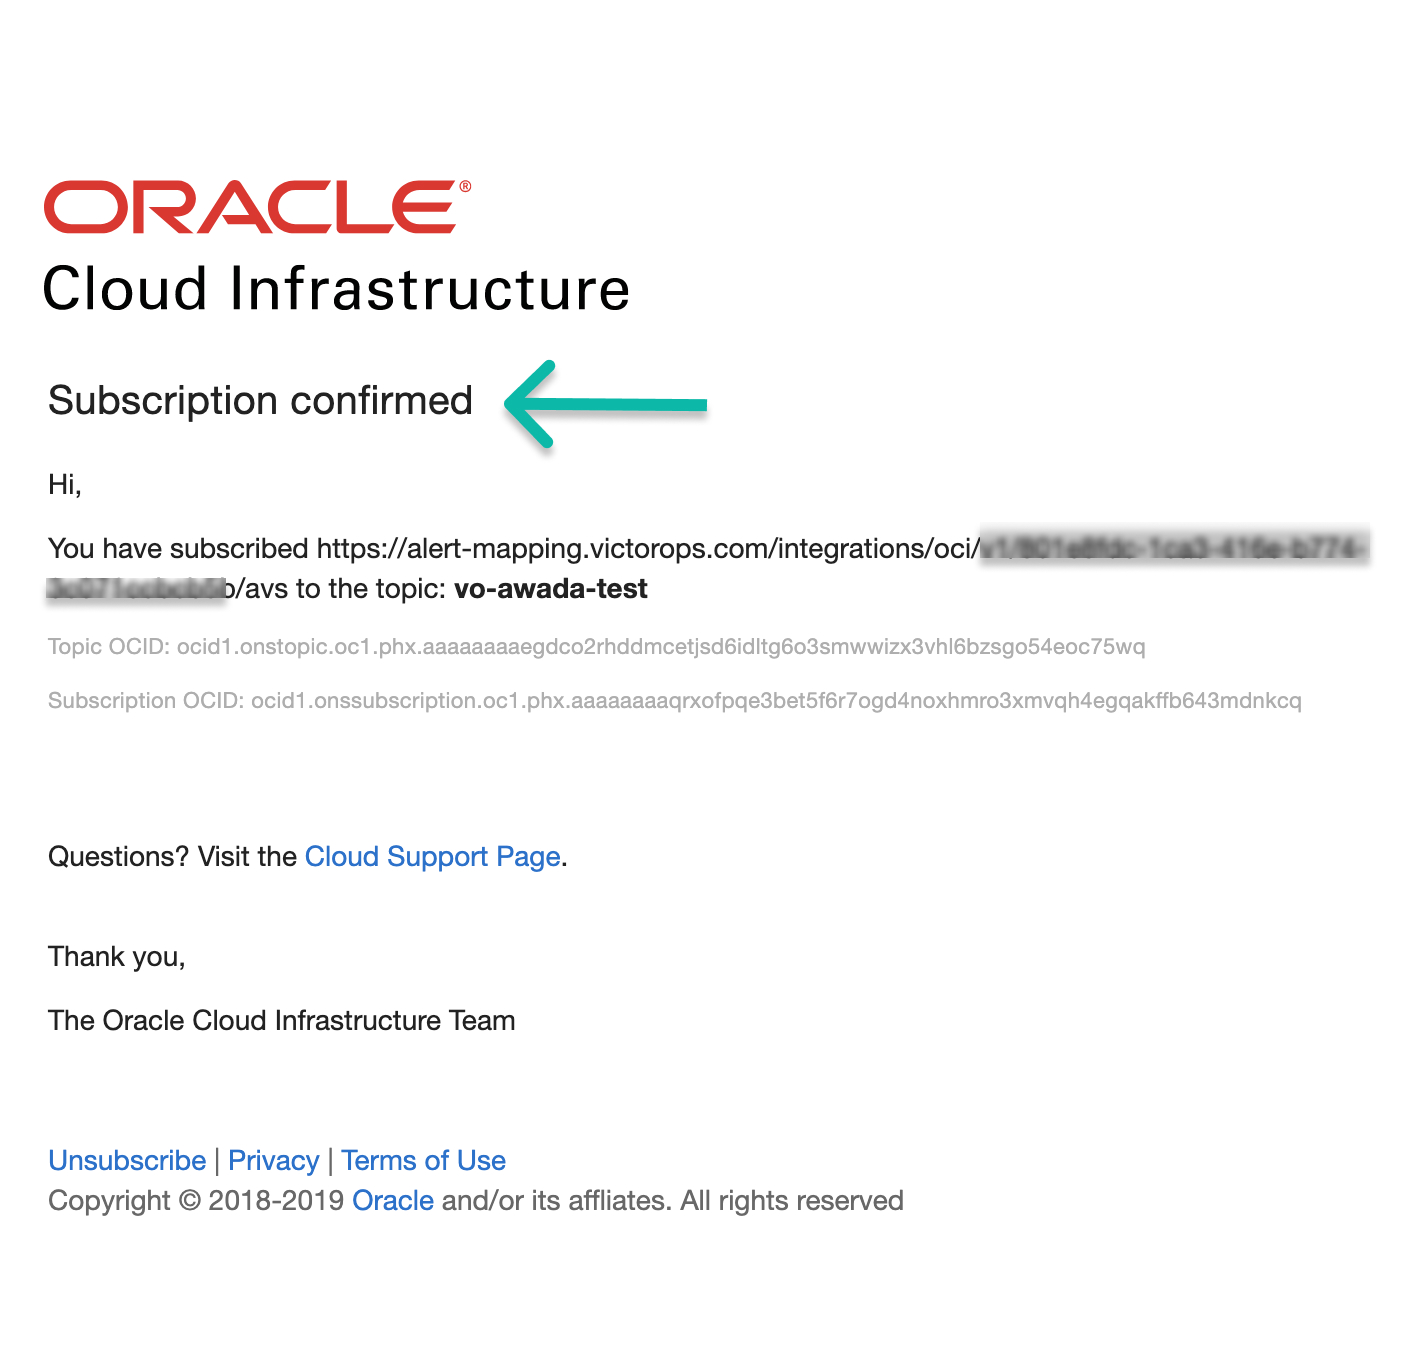 ORACLE®
Cloud Infrastructure
Subscription confirmed
Hi,
You have subscribed https://alert-mapping.victorops.com/integrations/oci/
b/avs to the topic: vo-awada-test
Topic OCID: ocid1.onstopic.oc1.phx.aaaaaaaaegdco2rhddmcetjsd6idltg6o3smwwizx3vhl6bzsgo54eoc75wq
Subscription OCID: ocid1.onssubscription.oc1.phx.aaaaaaaaqrxofpqe3bet5f6r7ogd4noxhmro3xmvqh4egqakffb643mdnkcq
Questions? Visit the Cloud Support Page.
Thank you,
The Oracle Cloud Infrastructure Team
Unsubscribe | Privacy | Terms of Use
Copyright © 2018-2019 Oracle and/or its affliates. All rights reserved